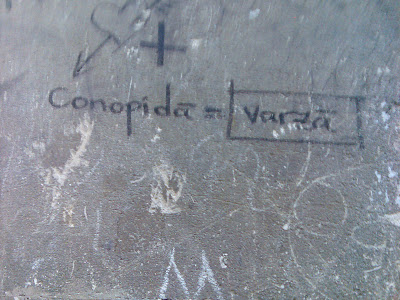 +
Conopidă = Varză
M